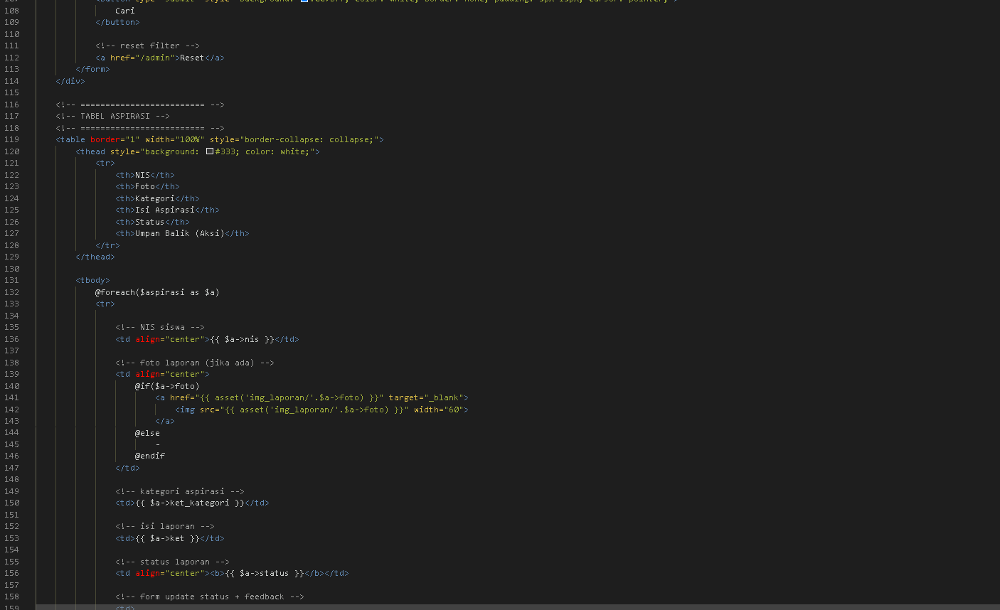 108 Cari
109 </button>
110
111 <!-- reset filter -->
112 <a href="/admin">Reset</a>
113 </form>
114 </div>
115
116 <!-- ========================= -->
117 <!-- TABEL ASPIRASI -->
118 <!-- ========================= -->
119 <table border="1" width="100%" style="border-collapse: collapse;">
120 <thead style="background: #333; color: white;">
121 <tr>
122 <th>NIS</th>
123 <th>Foto</th>
124 <th>Kategori</th>
125 <th>Isi Aspirasi</th>
126 <th>Status</th>
127 <th>Umpan Balik (Aksi)</th>
128 </tr>
129 </thead>
130
131 <tbody>
132 @foreach($aspirasi as $a)
133 <tr>
134
135 <!-- NIS siswa -->
136 <td align="center">{{ $a->nis }}</td>
137
138 <!-- foto laporan (jika ada) -->
139 <td align="center">
140 @if($a->foto)
141 <a href="{{ asset('img_laporan/'.$a->foto) }}" target="_blank">
142 <img src="{{ asset('img_laporan/'.$a->foto) }}" width="60">
143 </a>
144 @else
145 -
146 @endif
147 </td>
148
149 <!-- kategori aspirasi -->
150 <td>{{ $a->ket_kategori }}</td>
151
152 <!-- isi laporan -->
153 <td>{{ $a->ket }}</td>
154
155 <!-- status laporan -->
156 <td align="center"><b>{{ $a->status }}</b></td>
157
158 <!-- form update status + feedback -->
159 <td>